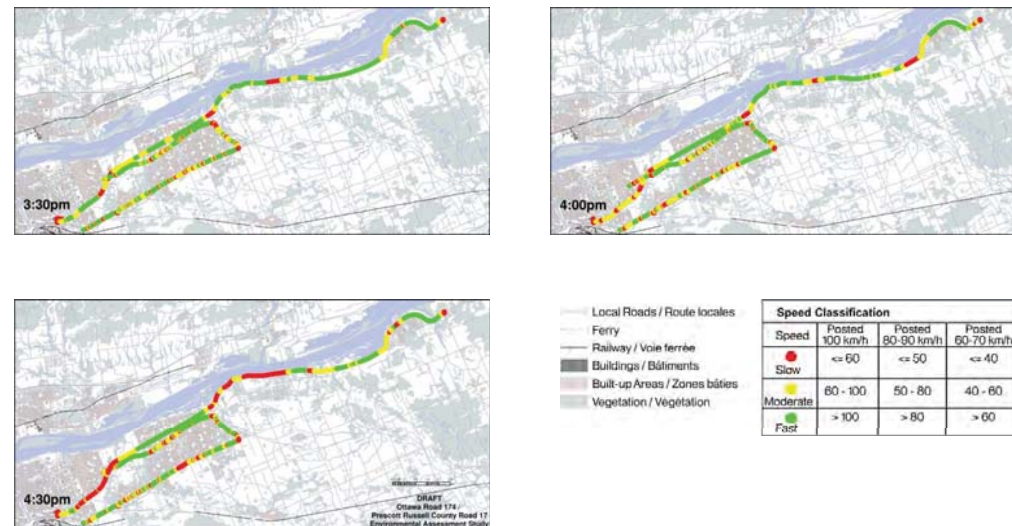 3:30pm
4:00pm
4:30pm
DRAFT
Ottawa Road 174 /
Prescott Russell County Road 17
Environmental Assessment Study
Local Roads / Route locales
Ferry
Railway / Voie ferrée
Buildings / Bâtiments
Built-up Areas / Zones bâties
Vegetation / Végétation
Speed Classification
Speed Posted 100 km/h Posted 80-90 km/h Posted 60-70 km/h
Slow <= 60 <= 50 <= 40
Moderate 60 - 100 50 - 80 40 - 60
Fast > 100 > 80 > 60